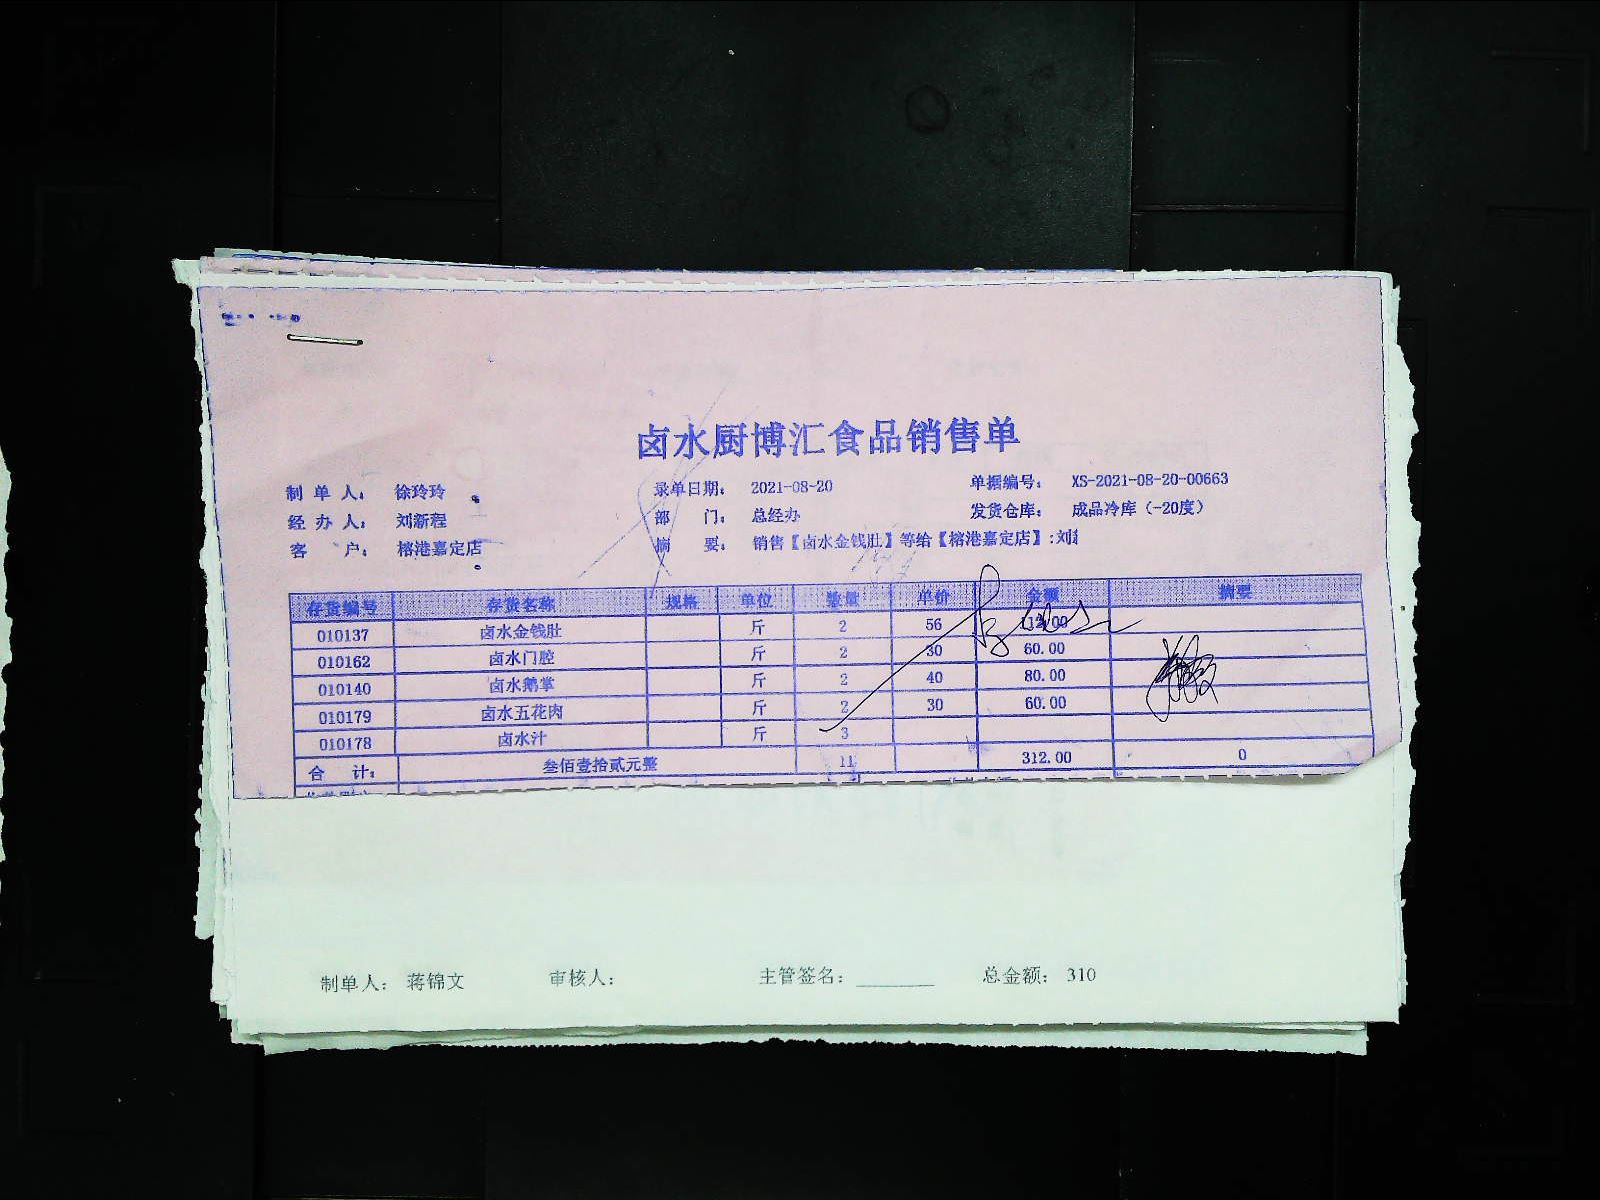 卤水厨博汇食品销售单
制 单 人： 徐玲玲 录单日期： 2021-08-20 单据编号： XS-2021-08-20-00663
经 办 人： 刘新程 部 门： 总经办 发货仓库： 成品冷库（-20度）
客 户： 榕港嘉定店 摘 要： 销售【卤水金钱肚】等给【榕港嘉定店】:刘
存货编号 存货名称 规格 单位 数量 单价 金额 摘要
010137 卤水金钱肚 斤 2 56 112.00
010162 卤水门腔 斤 2 30 60.00
010140 卤水鹅掌 斤 2 40 80.00
010179 卤水五花肉 斤 2 30 60.00
010178 卤水汁 斤 3
合 计： 叁佰壹拾贰元整 11 312.00 0
制单人： 蒋锦文 审核人： 主管签名： 总金额： 310